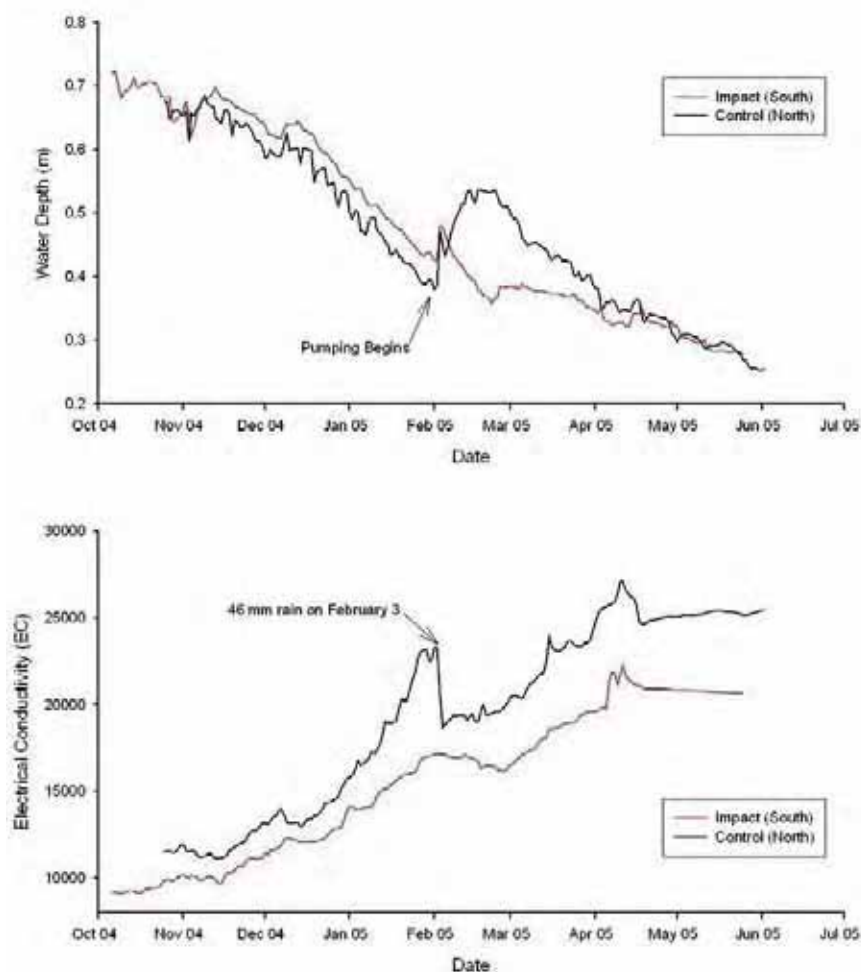 0.8
0.7
0.6
0.5
0.4
0.3
0.2
Water Depth (m)
Impact (South)
Control (North)
Pumping Begins
Oct 04 Nov 04 Dec 04 Jan 05 Feb 05 Mar 05 Apr 05 May 05 Jun 05 Jul 05
Date
30000
25000
20000
15000
10000
Electrical Conductivity (EC)
46 mm rain on February 3
Impact (South)
Control (North)
Oct 04 Nov 04 Dec 04 Jan 05 Feb 05 Mar 05 Apr 05 May 05 Jun 05 Jul 05
Date